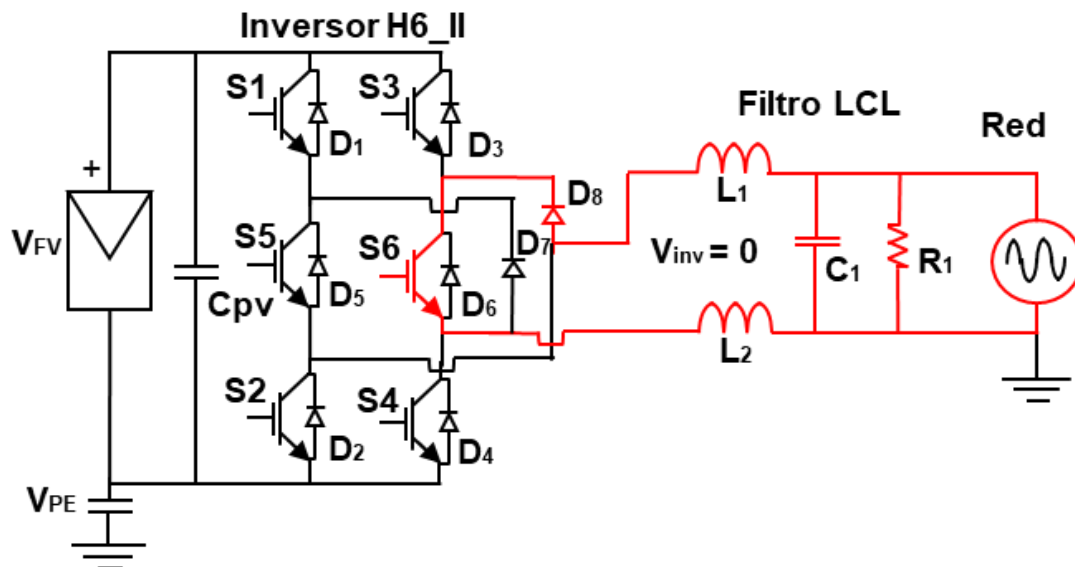 Inversor H6_II
S1
S3
Filtro LCL
Red
D1
D3
+
L1
D8
VFV
S5
S6
D7
Vinv = 0
C1
R1
Cpv
D5
D6
L2
S2
S4
D2
D4
VPE